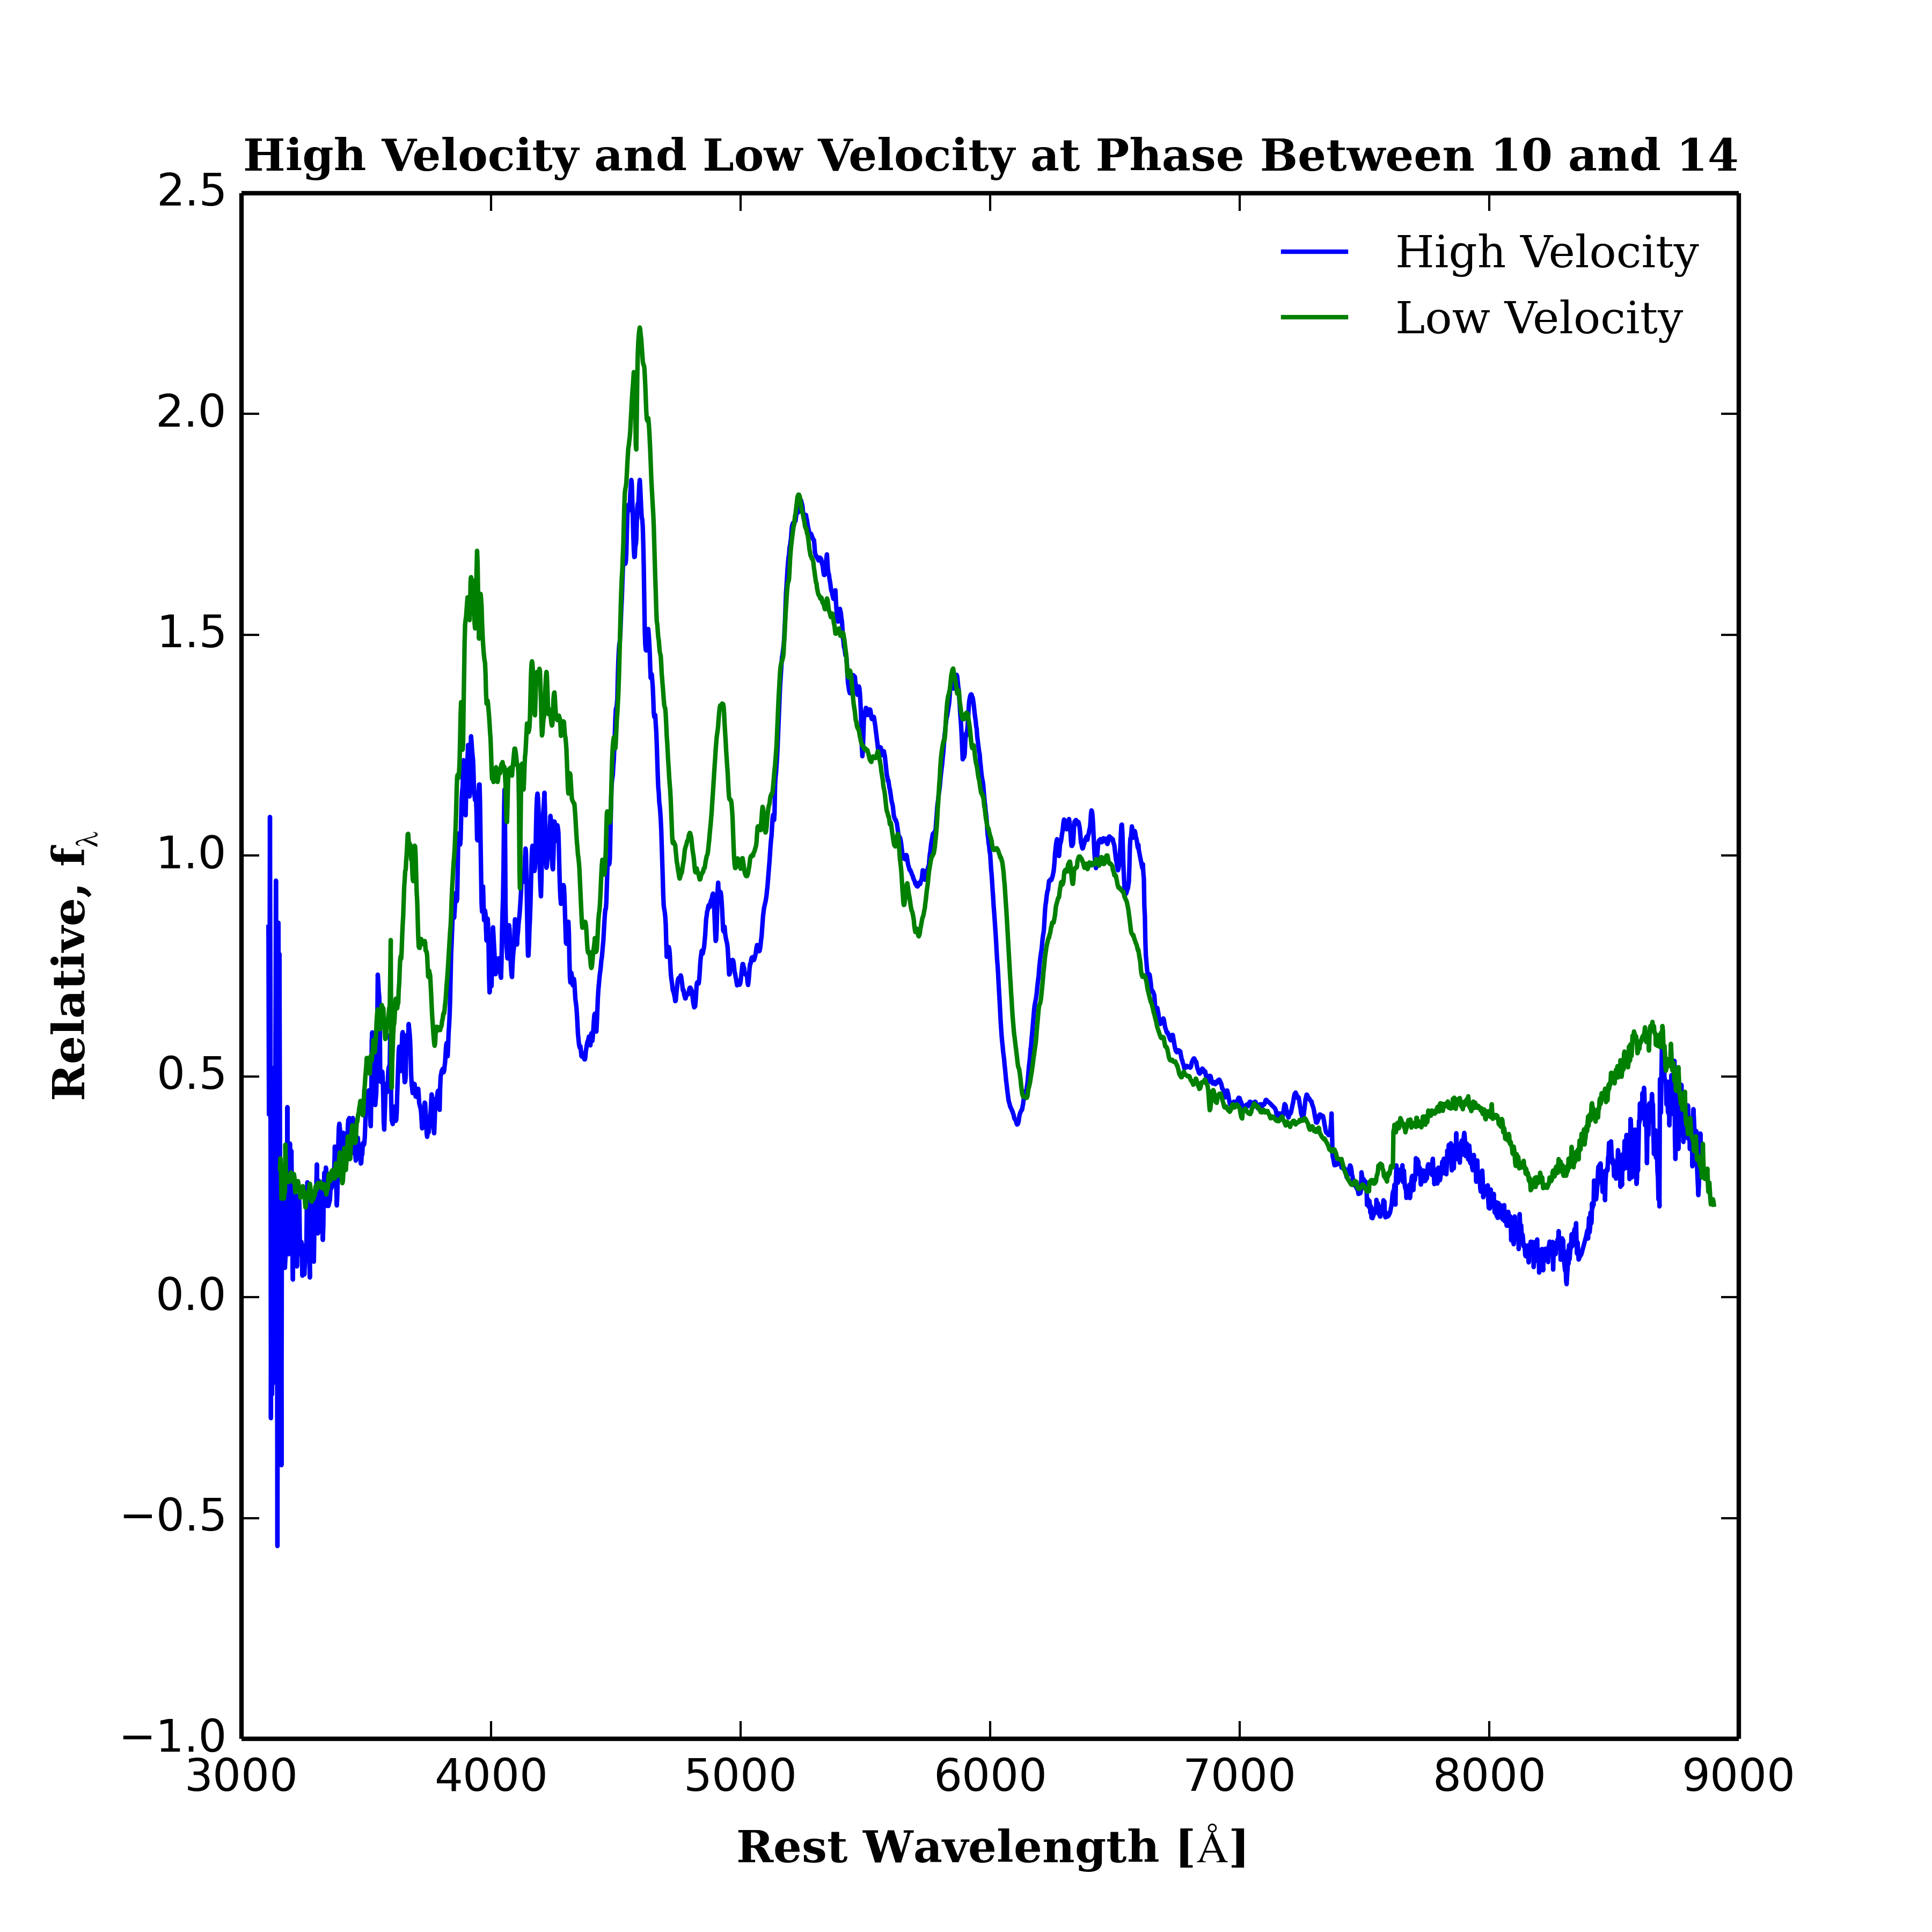 High Velocity and Low Velocity at Phase Between 10 and 14
High Velocity
Low Velocity
Relative, fλ
2.5
2.0
1.5
1.0
0.5
0.0
−0.5
−1.0
3000 4000 5000 6000 7000 8000 9000
Rest Wavelength [Å]